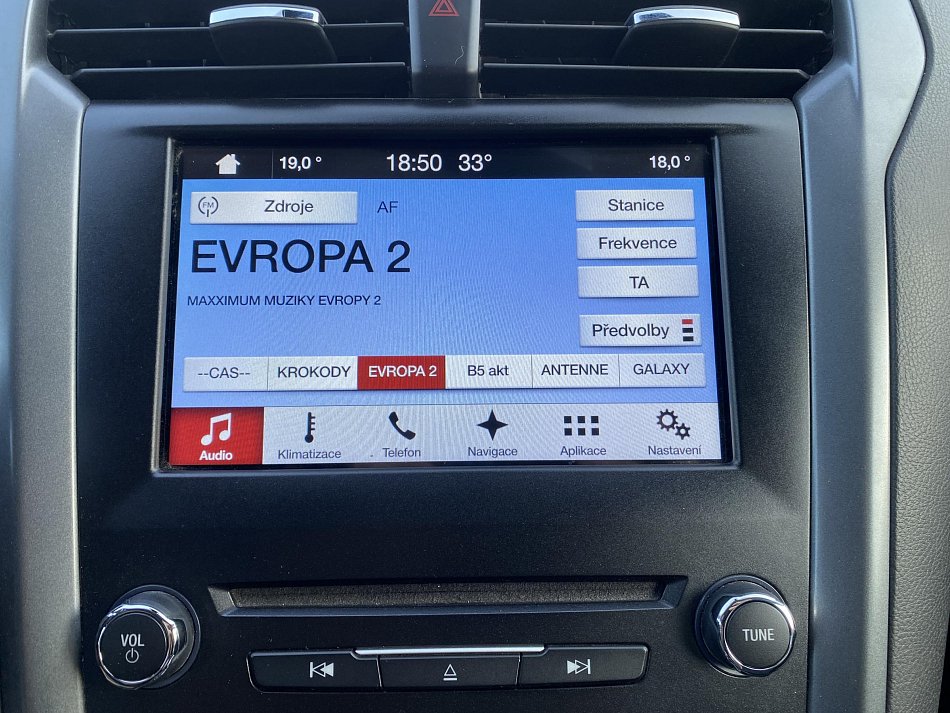 19,0 ° 18:50 33° 18,0 °
FM Zdroje AF Stanice
EVROPA 2 Frekvence
TA
MAXXIMUM MUZIKY EVROPY 2
Předvolby
--CAS-- KROKODY EVROPA 2 B5 akt ANTENNE GALAXY
Audio Klimatizace Telefon Navigace Aplikace Nastavení
VOL TUNE